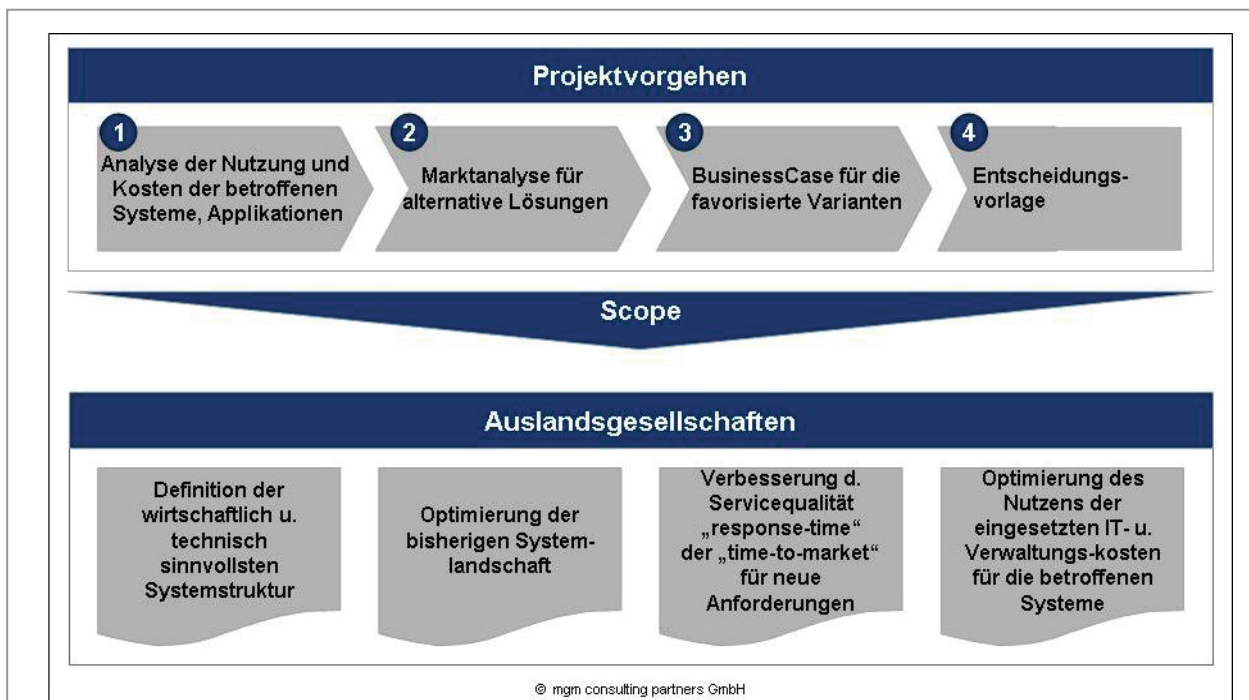 Projektvorgehen
1
Analyse der Nutzung und
Kosten der betroffenen
Systeme, Applikationen
2
Marktanalyse für
alternative Lösungen
3
BusinessCase für die
favorisierte Varianten
4
Entscheidungs-
vorlage
Scope
Auslandsgesellschaften
Definition der
wirtschaftlich u.
technisch
sinnvollsten
Systemstruktur
Optimierung der
bisherigen System-
landschaft
Verbesserung d.
Servicequalität
„response-time“
der „time-to-market“
für neue
Anforderungen
Optimierung des
Nutzens der
eingesetzten IT- u.
Verwaltungs-kosten
für die betroffenen
Systeme
© mgm consulting partners GmbH